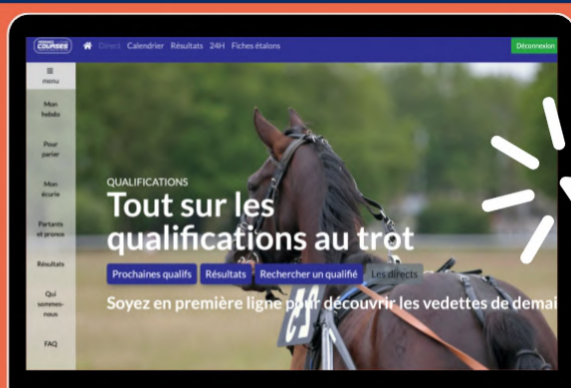 COURSES
Direct Calendrier Résultats 24H Fiches étalons
Déconnexion
menu
Mon
hebdo
Pour
parier
Mon
écurie
Partants
et pronos
Résultats
Qui
sommes-
nous
FAQ
QUALIFICATIONS
Tout sur les
qualifications au trot
Prochaines qualifs Résultats Rechercher un qualifié Les directs
Soyez en première ligne pour découvrir les vedettes de demai